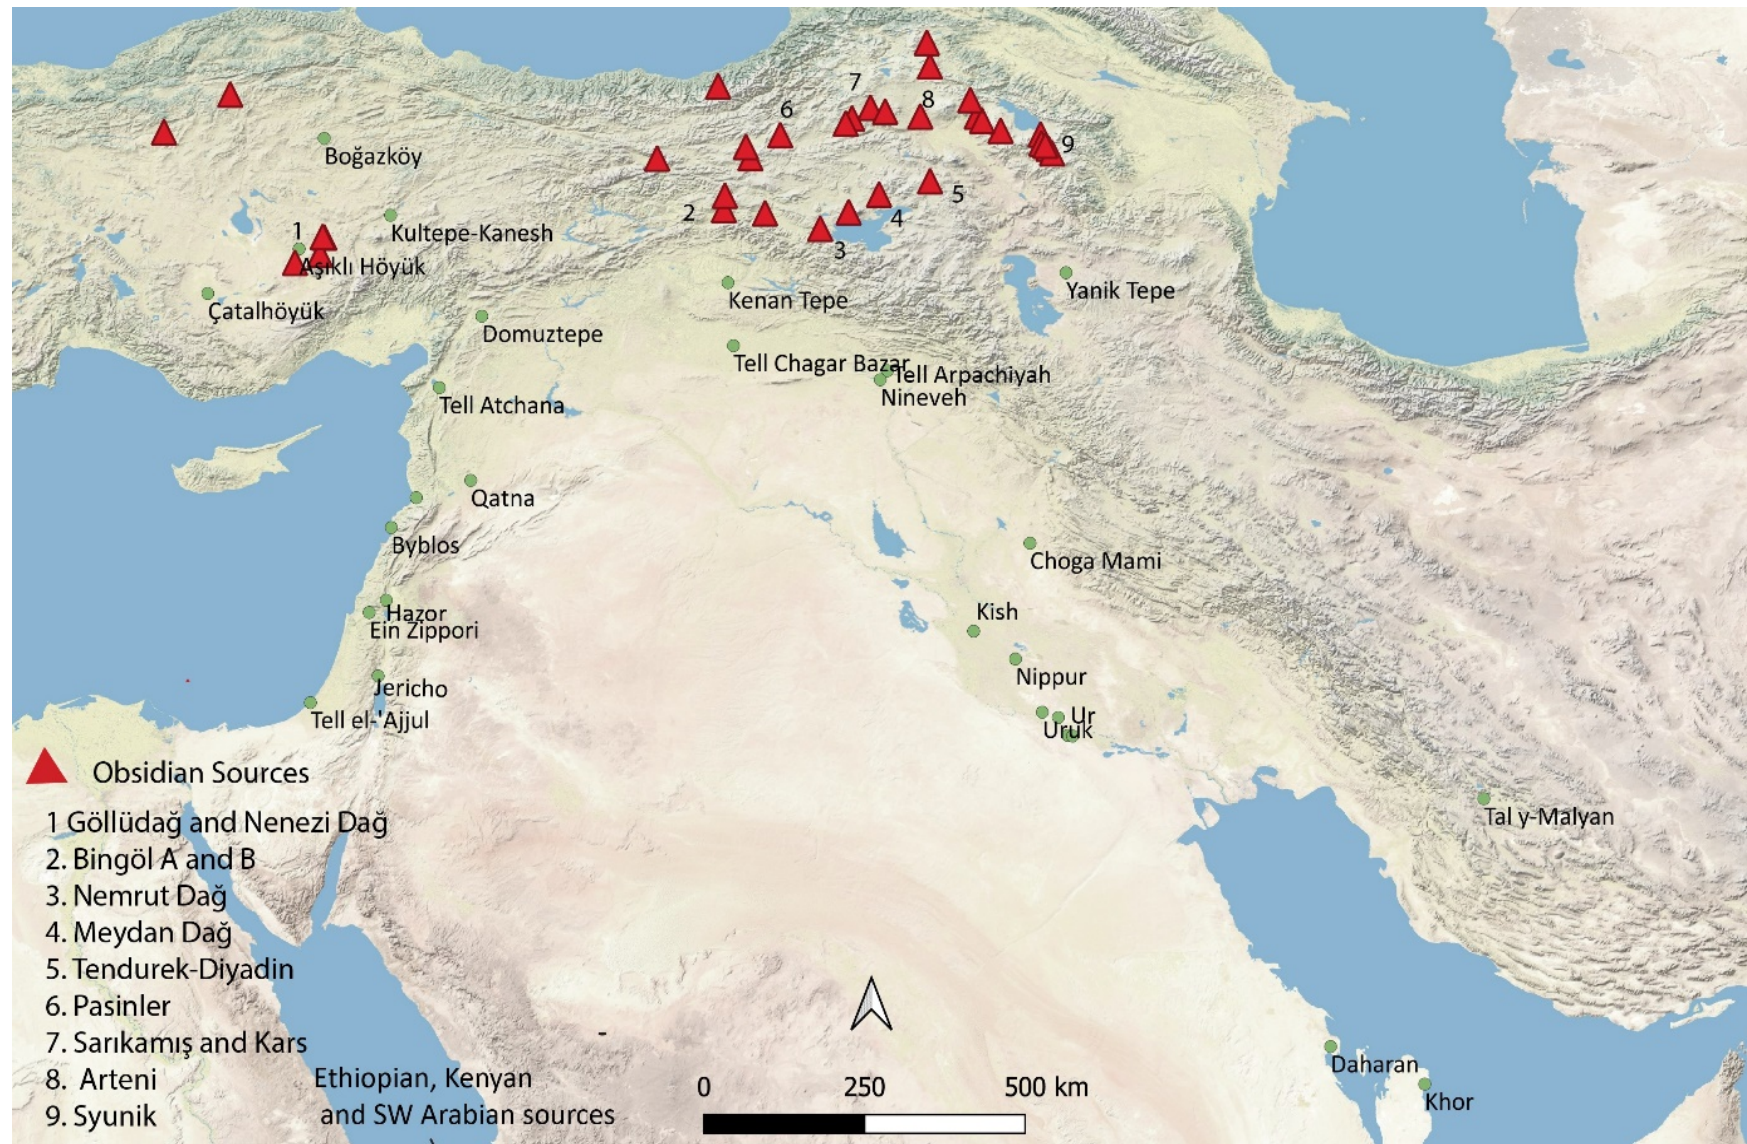 7
8
6
9
Boğazköy
5
2
4
1
3
Kultepe-Kanesh
Aşıklı Höyük
Yanik Tepe
Kenan Tepe
Çatalhöyük
Domuztepe
Tell Chagar Bazar
Tell Arpachiyah
Nineveh
Tell Atchana
Qatna
Byblos
Choga Mami
Hazor
Kish
Ein Zippori
Nippur
Jericho
Tell el-'Ajjul
Ur
Uruk
Tal y-Malyan
Obsidian Sources
1 Göllüdağ and Nenezi Dağ
2. Bingöl A and B
3. Nemrut Dağ
4. Meydan Dağ
5. Tendurek-Diyadin
6. Pasinler
7. Sarıkamış and Kars
8. Arteni
9. Syunik
Ethiopian, Kenyan
and SW Arabian sources
0 250 500 km
Daharan
Khor